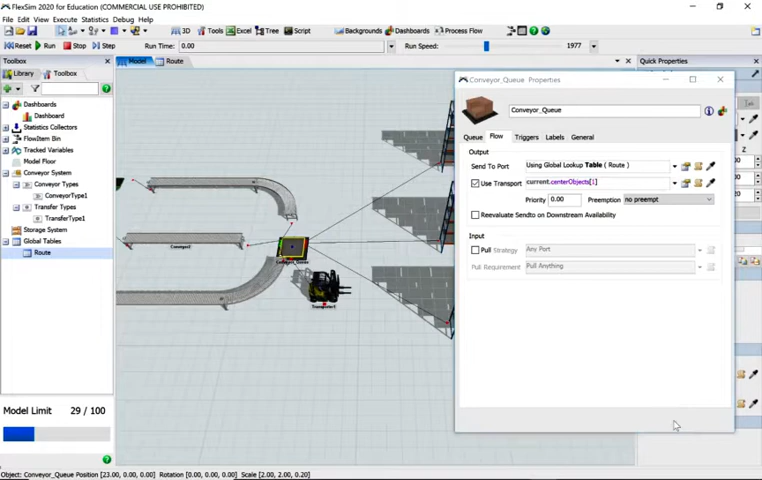 FlexSim 2020 for Education (COMMERCIAL USE PROHIBITED)
File Edit View Execute Statistics Debug Help
3D Tools Excel Tree Script Backgrounds Dashboards Process Flow
Reset Run Stop Step Run Time: 0.00 Run Speed: 1977
Toolbox
Library Toolbox
Dashboards
Dashboard
Statistics Collectors
FlowItem Bin
Tracked Variables
Model Floor
Conveyor System
Conveyor Types
ConveyorType1
Transfer Types
TransferType1
Storage System
Global Tables
Route
Model Limit 29 / 100
Model Route
Quick Properties
Z
Conveyor_Queue Properties
Conveyor_Queue
Queue Flow Triggers Labels General
Output
Send To Port Using Global Lookup Table ( Route )
Use Transport current.centerObjects[1]
Priority 0.00 Preemption no preempt
Reevaluate Sendto on Downstream Availability
Input
Pull Strategy Any Port
Pull Requirement Pull Anything
Object: Conveyor_Queue Position [23.00, 0.00, 0.00] Rotation [0.00, 0.00, 0.00] Scale [2.00, 2.00, 0.20]